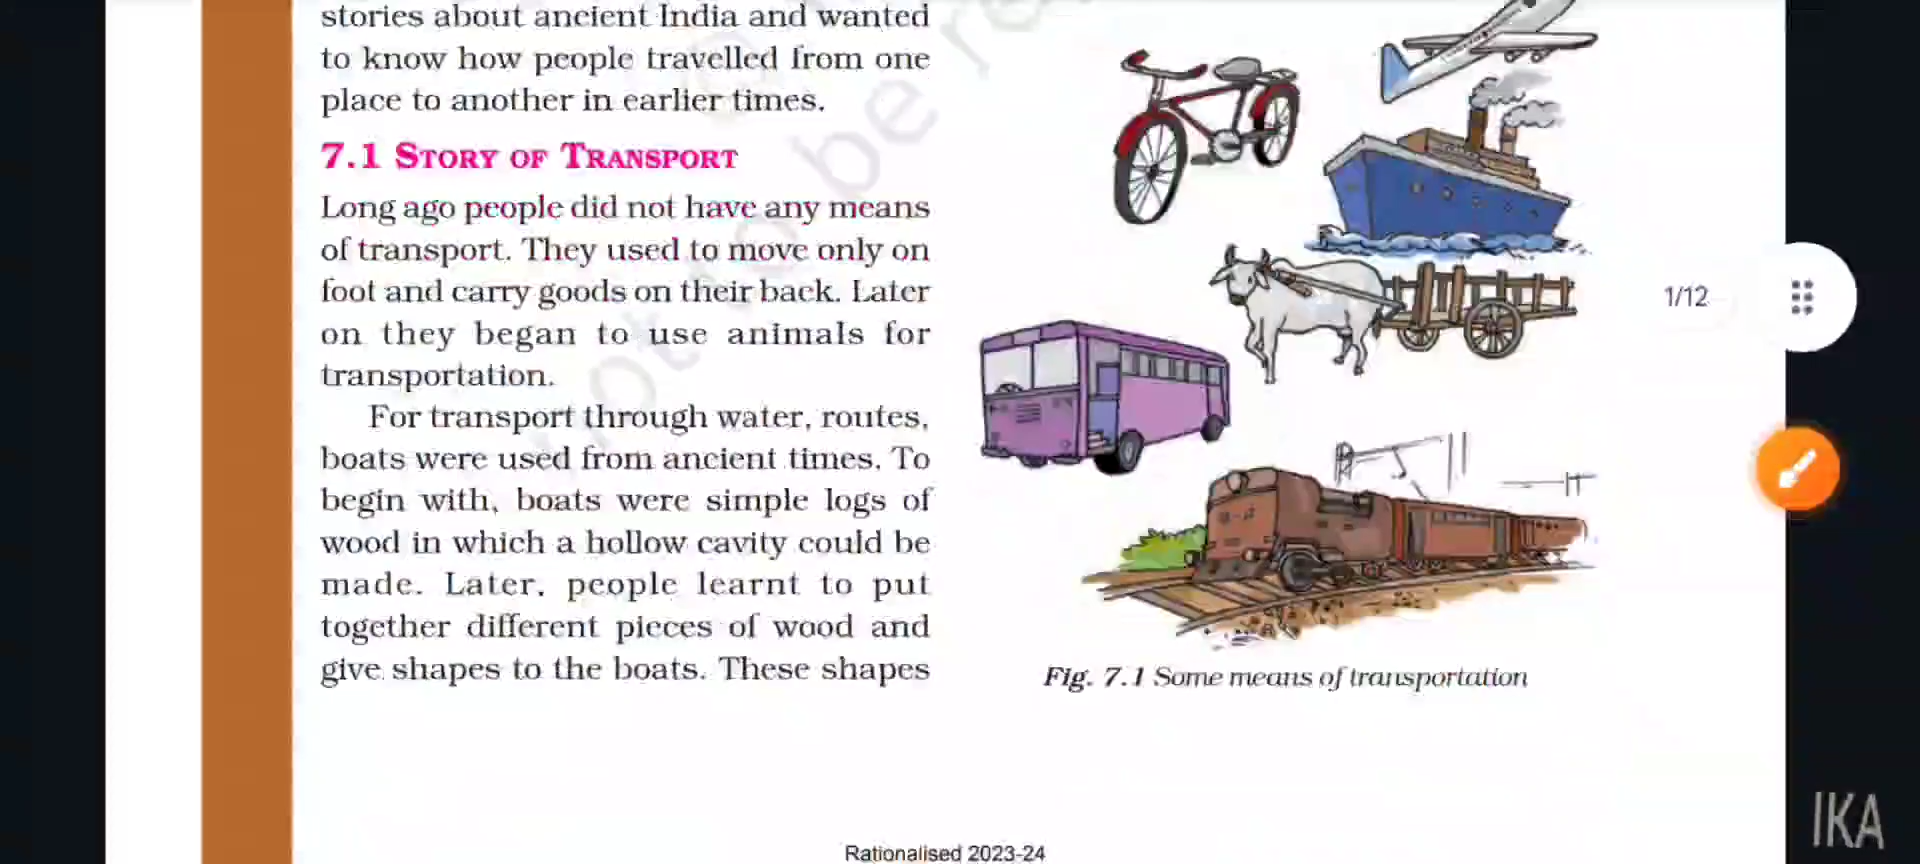 stories about ancient India and wanted
to know how people travelled from one
place to another in earlier times.
7.1 STORY OF TRANSPORT
Long ago people did not have any means
of transport. They used to move only on
foot and carry goods on their back. Later
on they began to use animals for
transportation.
For transport through water, routes,
boats were used from ancient times. To
begin with, boats were simple logs of
wood in which a hollow cavity could be
made. Later, people learnt to put
together different pieces of wood and
give shapes to the boats. These shapes
Fig. 7.1 Some means of transportation
1/12
Rationalised 2023-24
IKA
not to be re